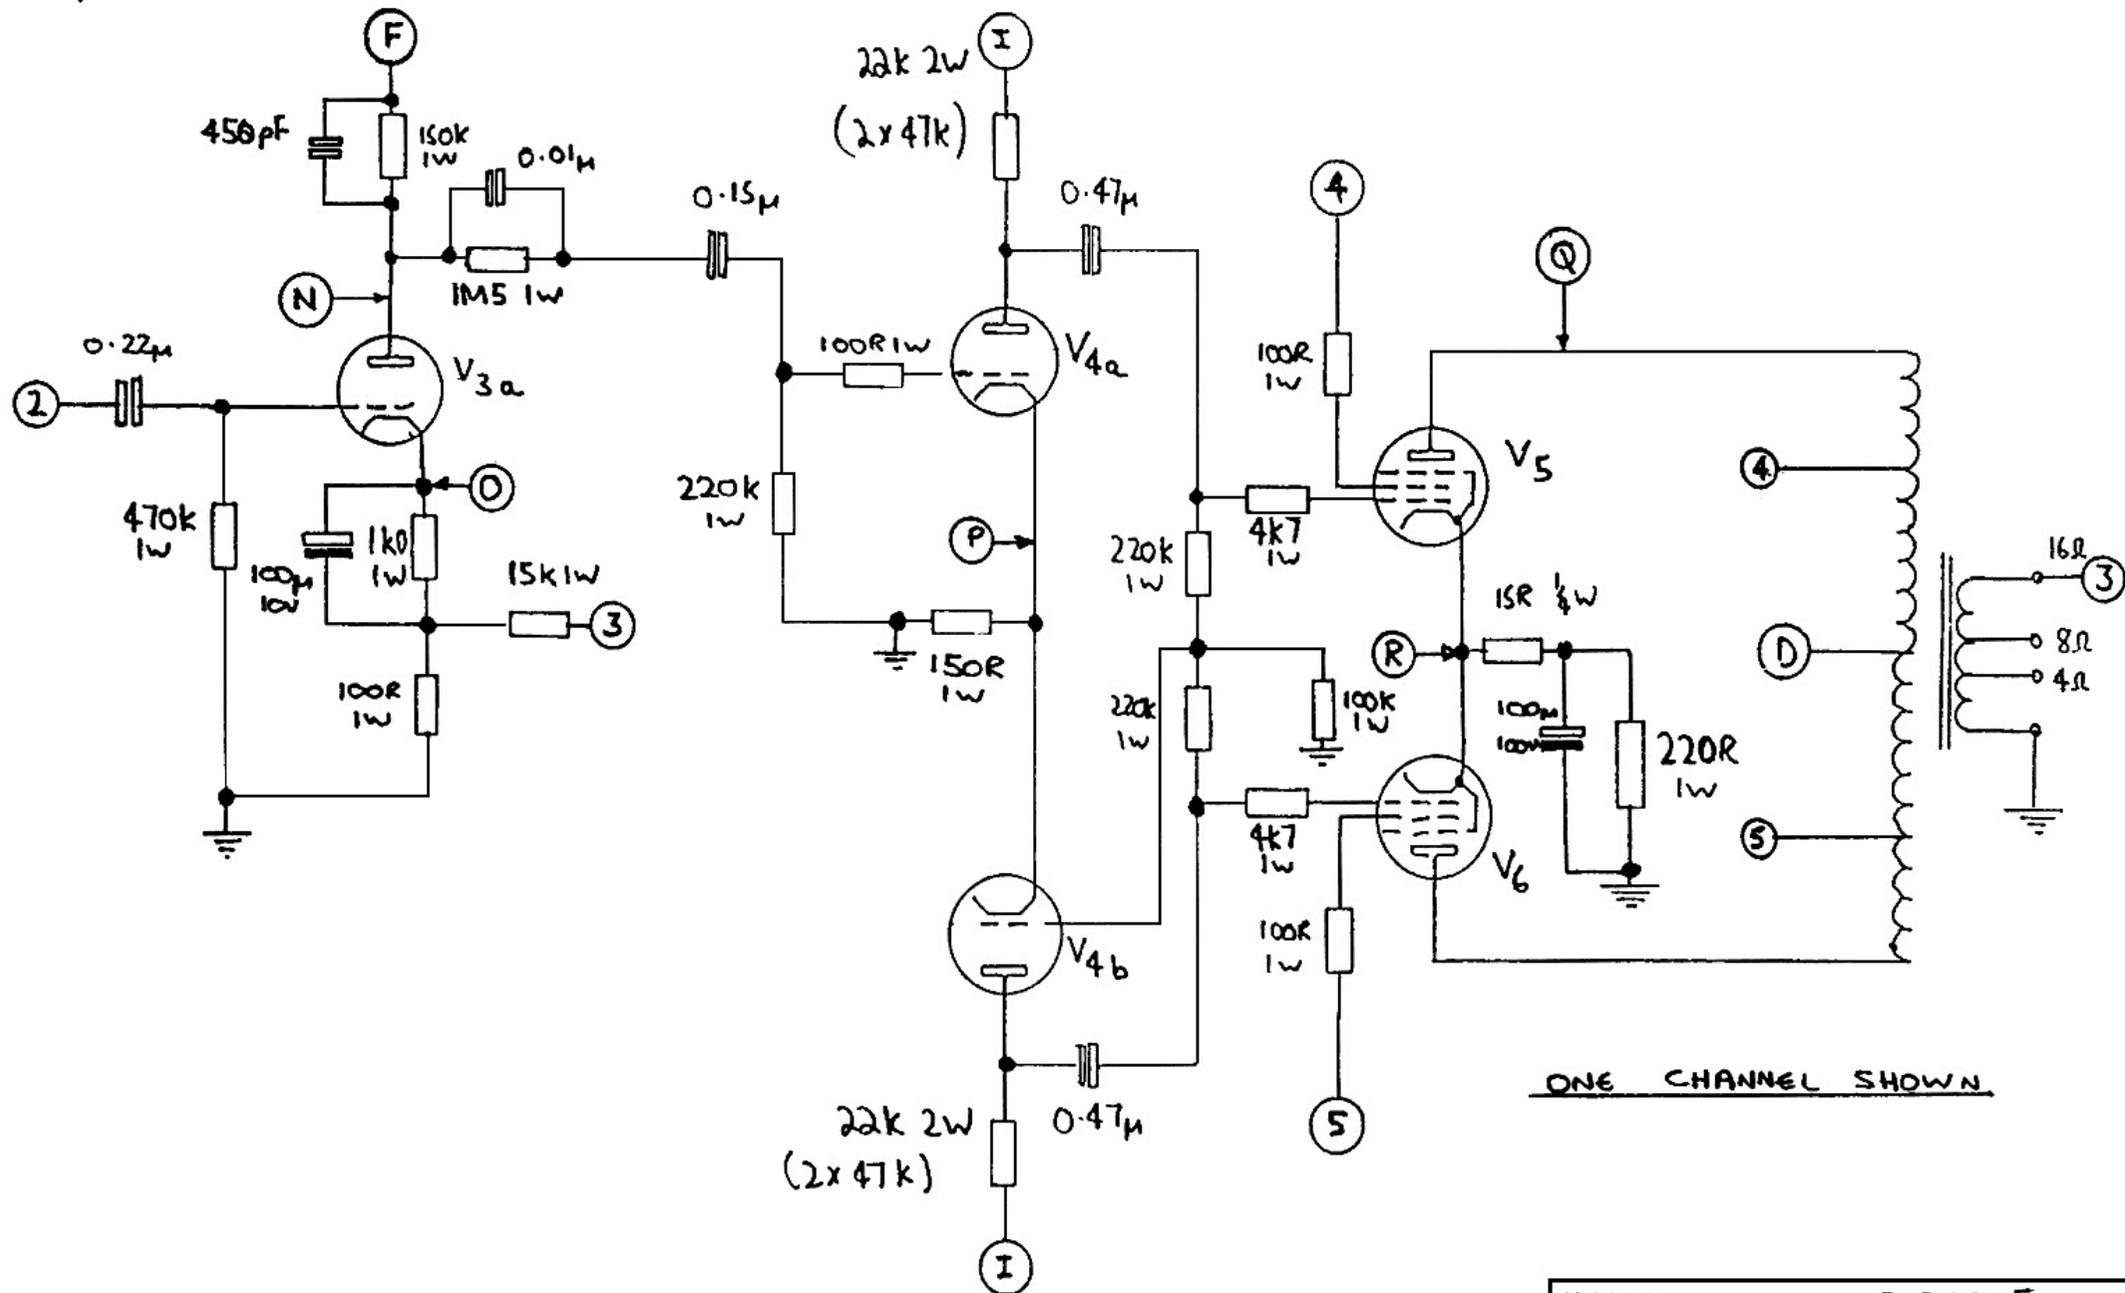 F
450pF
150k
1W
0.01µ
1M5 1W
N
0.22µ
2
V3a
O
470k
1W
100µ
10v
1k0
1W
15k 1W
3
100R
1W
0.15µ
22k 2W
(2x47k)
I
0.47µ
100R 1W
V4a
220k
1W
P
150R
1W
V4b
22k 2W
(2x47k)
0.47µ
I
4
100R
1W
Q
V5
4k7
1W
220k
1W
220k
1W
100k
1W
4k7
1W
R
15R ¼W
100µ
100V
220R
1W
V6
100R
1W
5
4
D
5
16Ω
3
8Ω
4Ω
ONE CHANNEL SHOWN